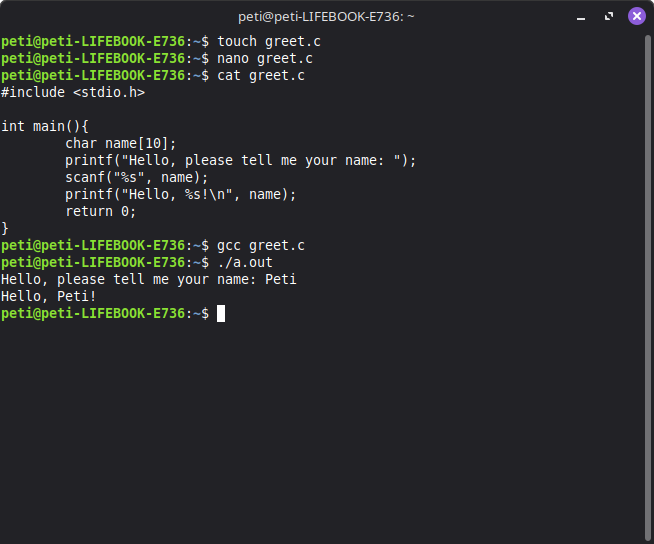 peti@peti-LIFEBOOK-E736: ~
peti@peti-LIFEBOOK-E736:~$ touch greet.c
peti@peti-LIFEBOOK-E736:~$ nano greet.c
peti@peti-LIFEBOOK-E736:~$ cat greet.c
#include <stdio.h>

int main(){
        char name[10];
        printf("Hello, please tell me your name: ");
        scanf("%s", name);
        printf("Hello, %s!\n", name);
        return 0;
}
peti@peti-LIFEBOOK-E736:~$ gcc greet.c
peti@peti-LIFEBOOK-E736:~$ ./a.out
Hello, please tell me your name: Peti
Hello, Peti!
peti@peti-LIFEBOOK-E736:~$